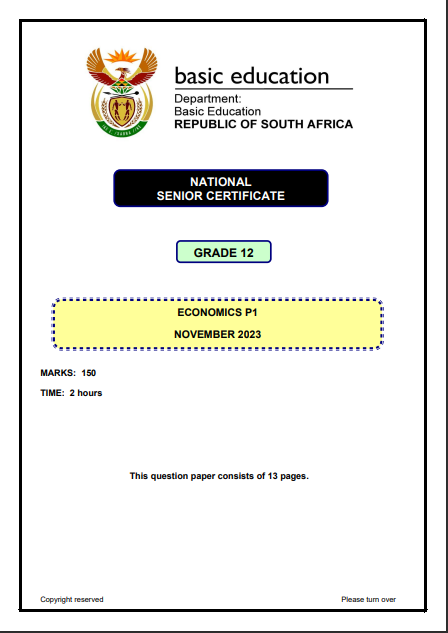 basic education
Department:
Basic Education
REPUBLIC OF SOUTH AFRICA
NATIONAL
SENIOR CERTIFICATE
GRADE 12
ECONOMICS P1
NOVEMBER 2023
MARKS: 150
TIME: 2 hours
This question paper consists of 13 pages.
Copyright reserved
Please turn over